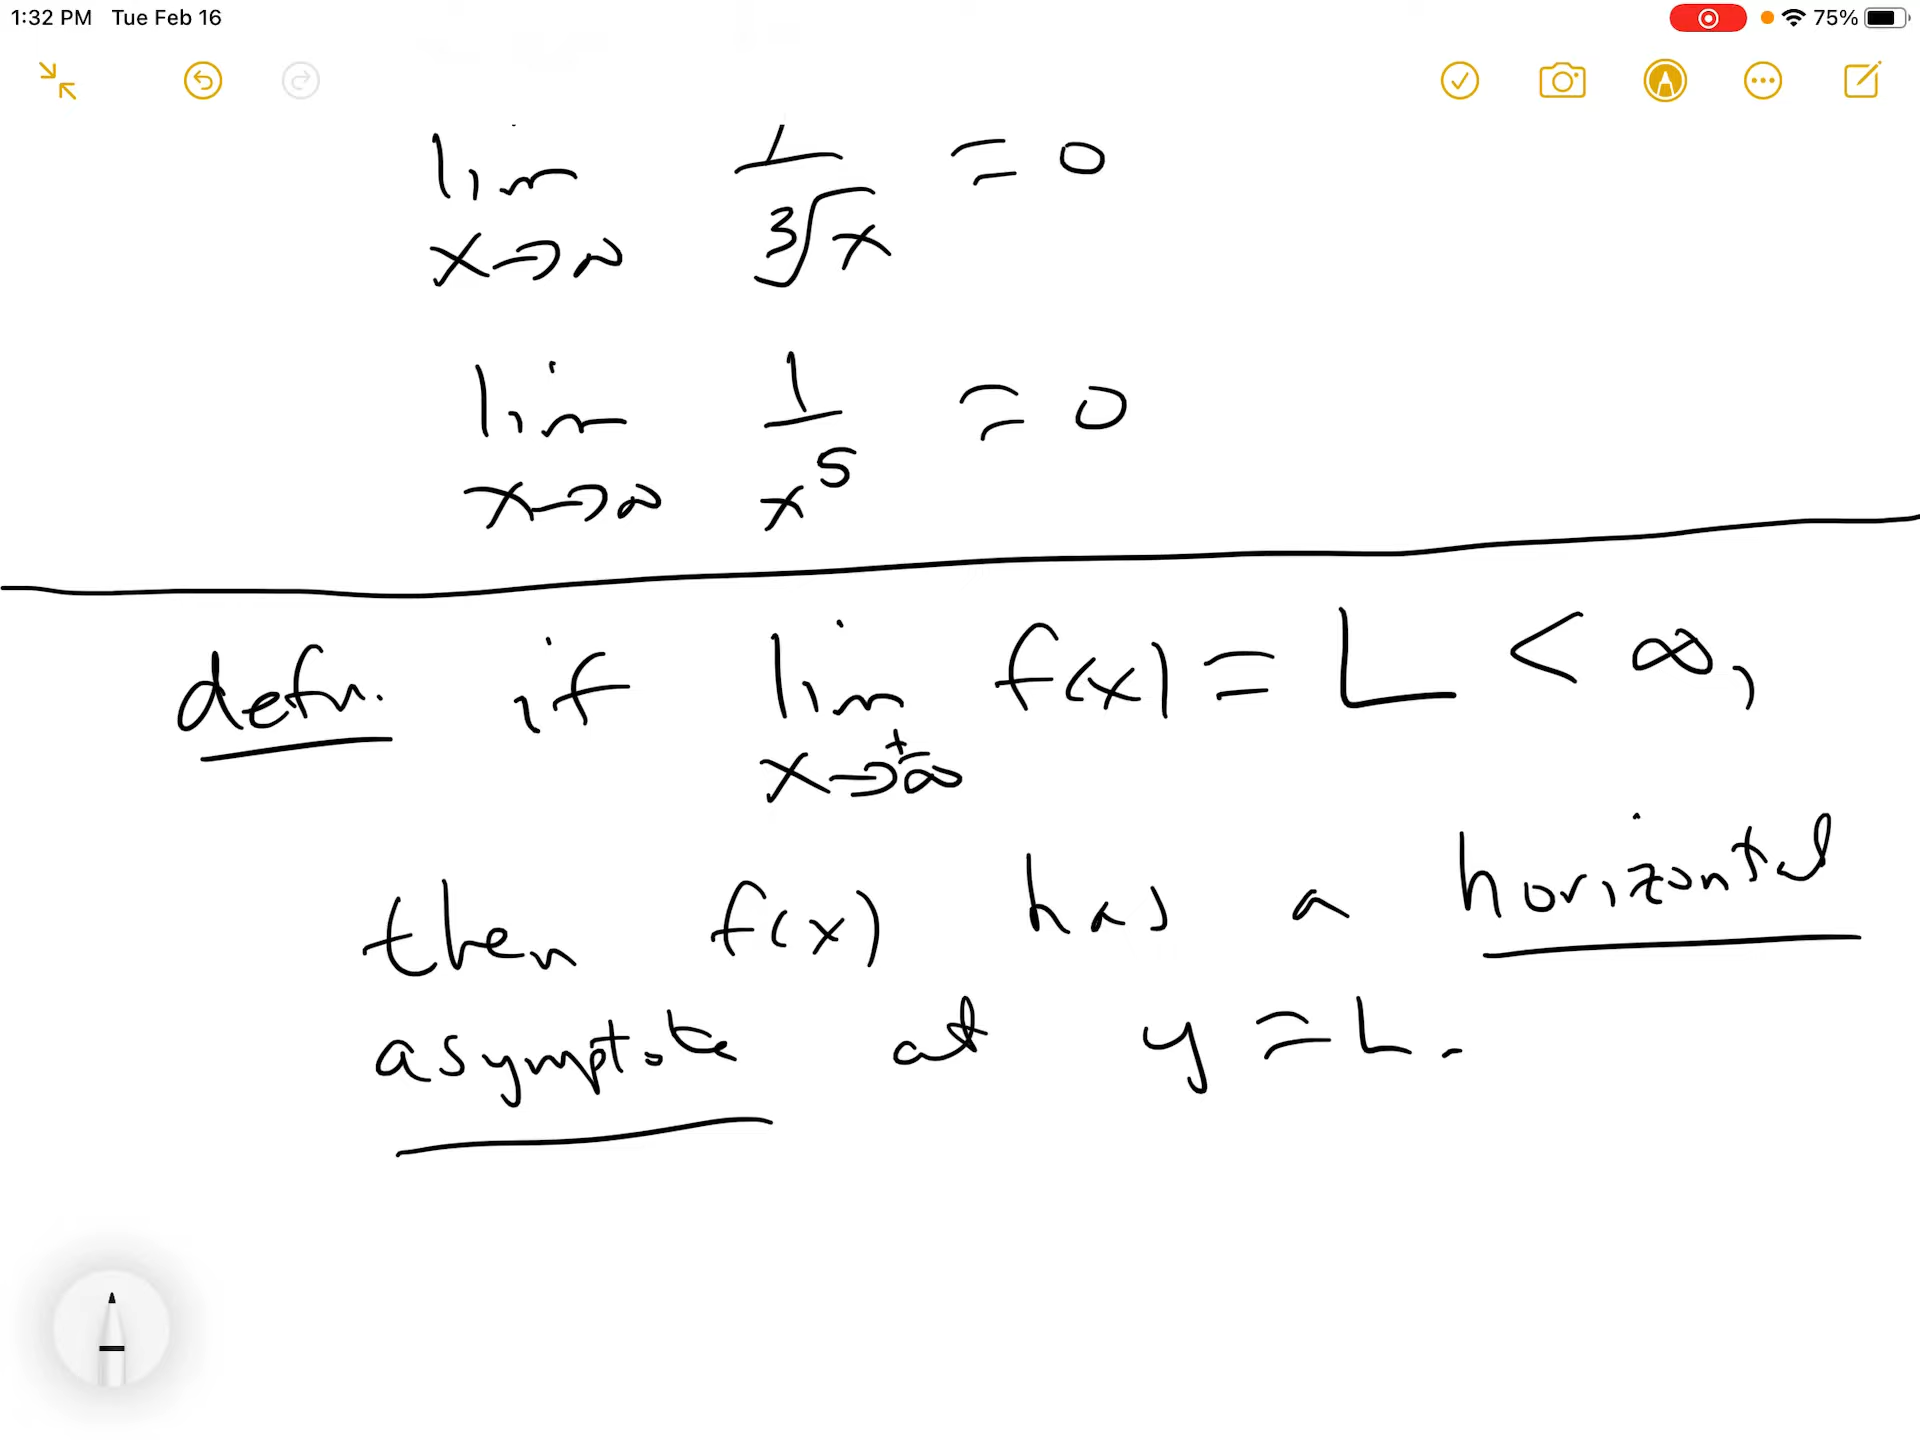 1:32 PM Tue Feb 16 75%
lim 1/∛x = 0
x→∞
lim 1/x^5 = 0
x→∞
defn. if lim f(x) = L < ∞,
x→±∞
then f(x) has a horizontal
asymptote at y = L.